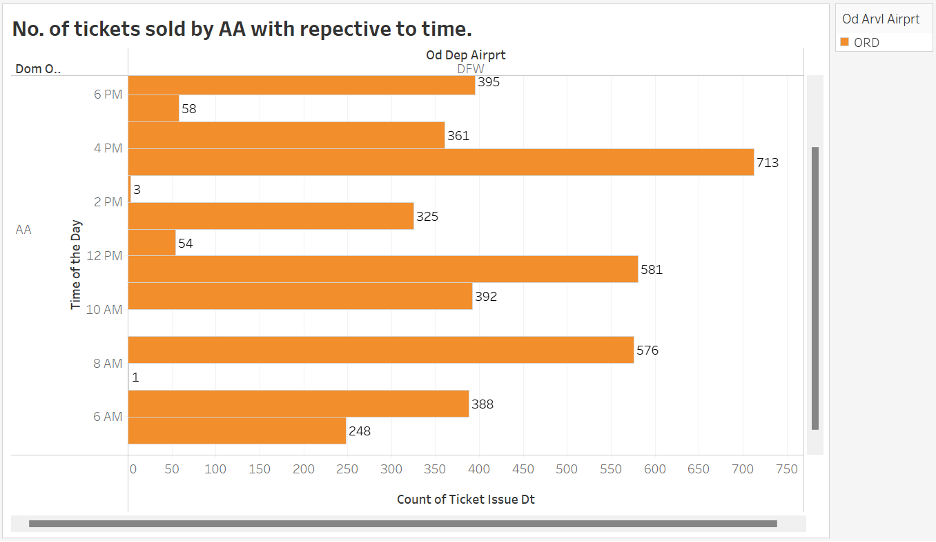 No. of tickets sold by AA with repective to time.
Od Arvl Airprt
ORD
Od Dep Airprt
Dom O..
DFW
395
6 PM
58
361
4 PM
713
3
2 PM
325
AA
54
Time of the Day
12 PM
581
392
10 AM
576
8 AM
1
388
6 AM
248
0 50 100 150 200 250 300 350 400 450 500 550 600 650 700 750
Count of Ticket Issue Dt